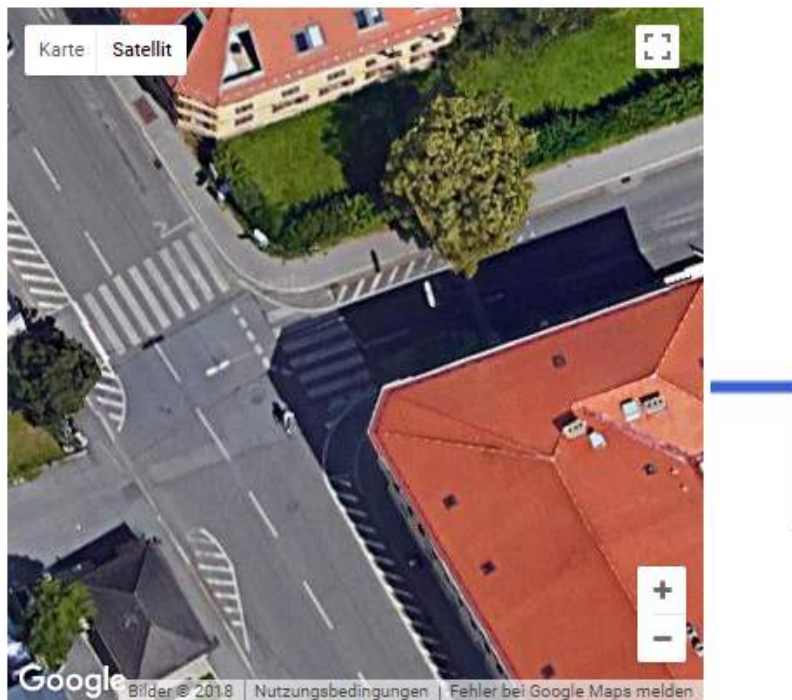 Karte Satellit
+
−
Google
Bilder © 2018 Nutzungsbedingungen Fehler bei Google Maps melden